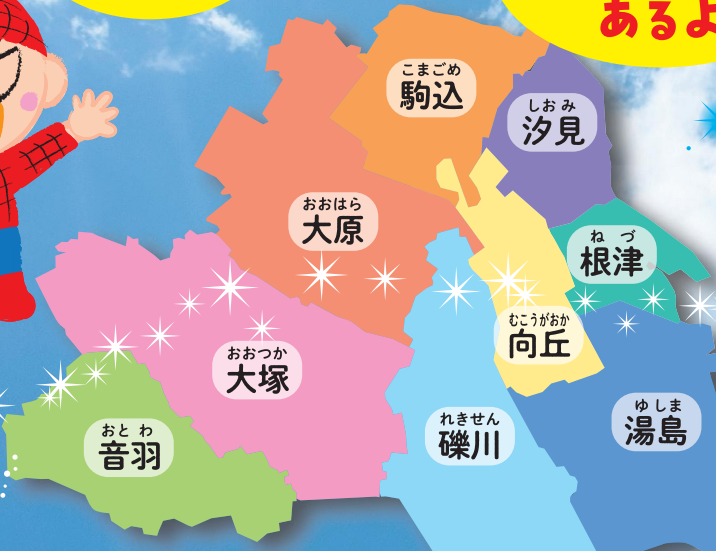 あるよ
こまごめ
駒込
しおみ
汐見
おおはら
大原
ねづ
根津
むこうがおか
向丘
おおつか
大塚
ゆしま
湯島
れきせん
礫川
おとわ
音羽